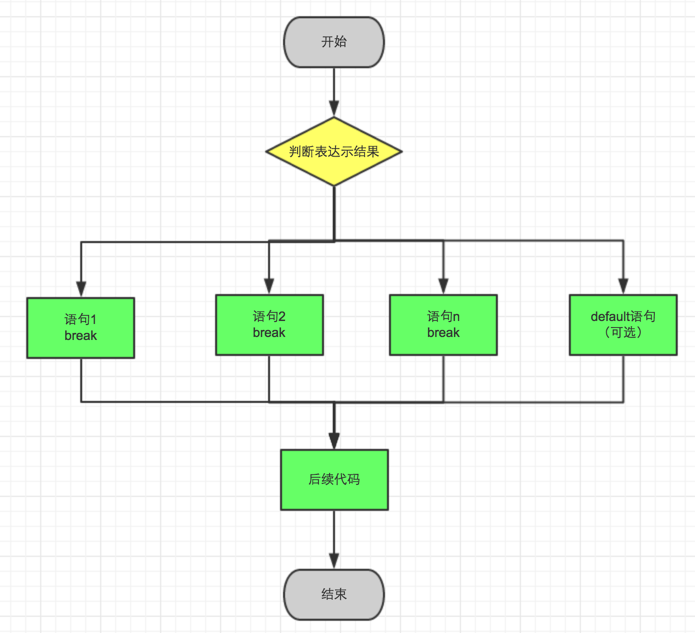 开始
判断表达示结果
语句1
break
语句2
break
语句n
break
default语句
（可选）
后续代码
结束